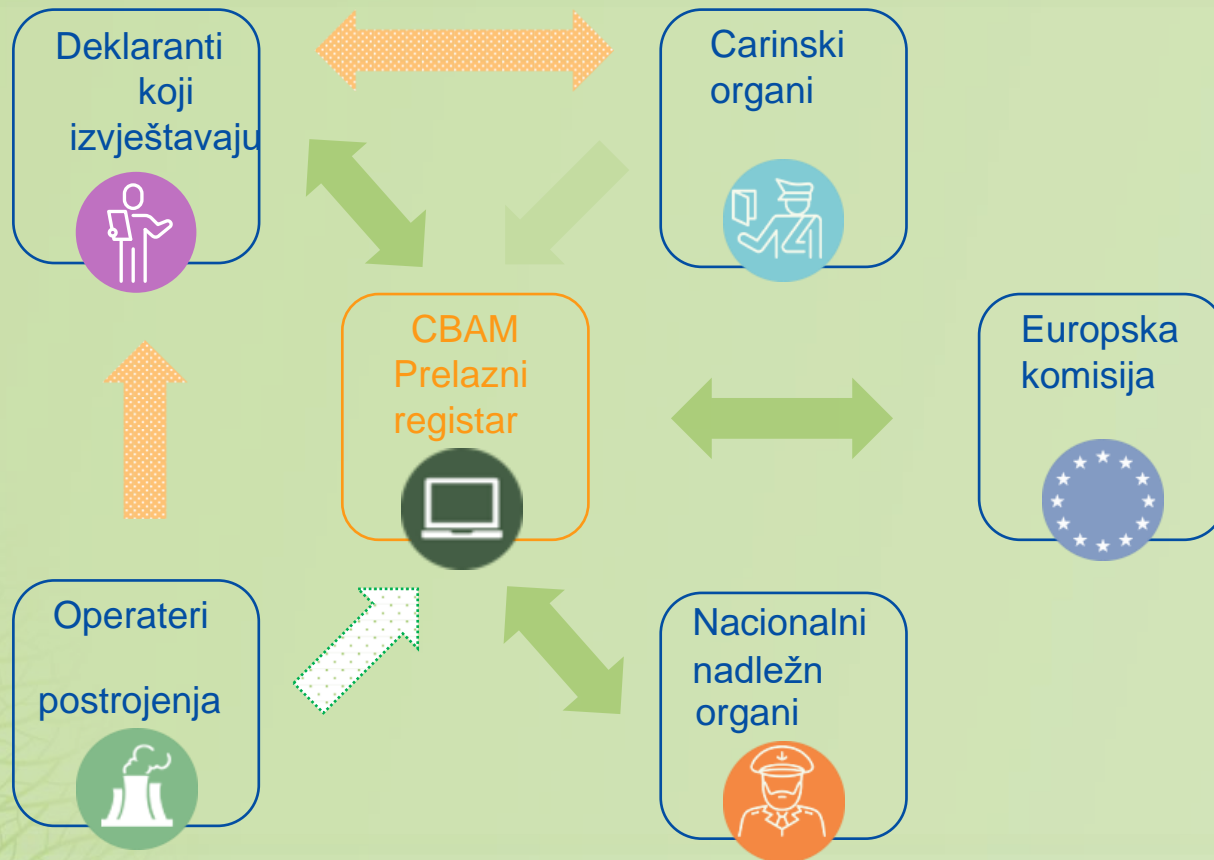 Deklaranti
koji
izvještavaju
Carinski
organi
CBAM
Prelazni
registar
Europska
komisija
Operateri
postrojenja
Nacionalni
nadležn
organi